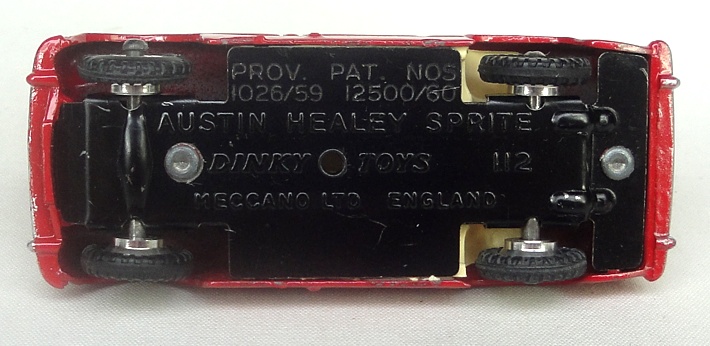 PROV. PAT. NOS
1026/59 12500/60
AUSTIN HEALEY SPRITE
DINKY TOYS 112
MECCANO LTD ENGLAND